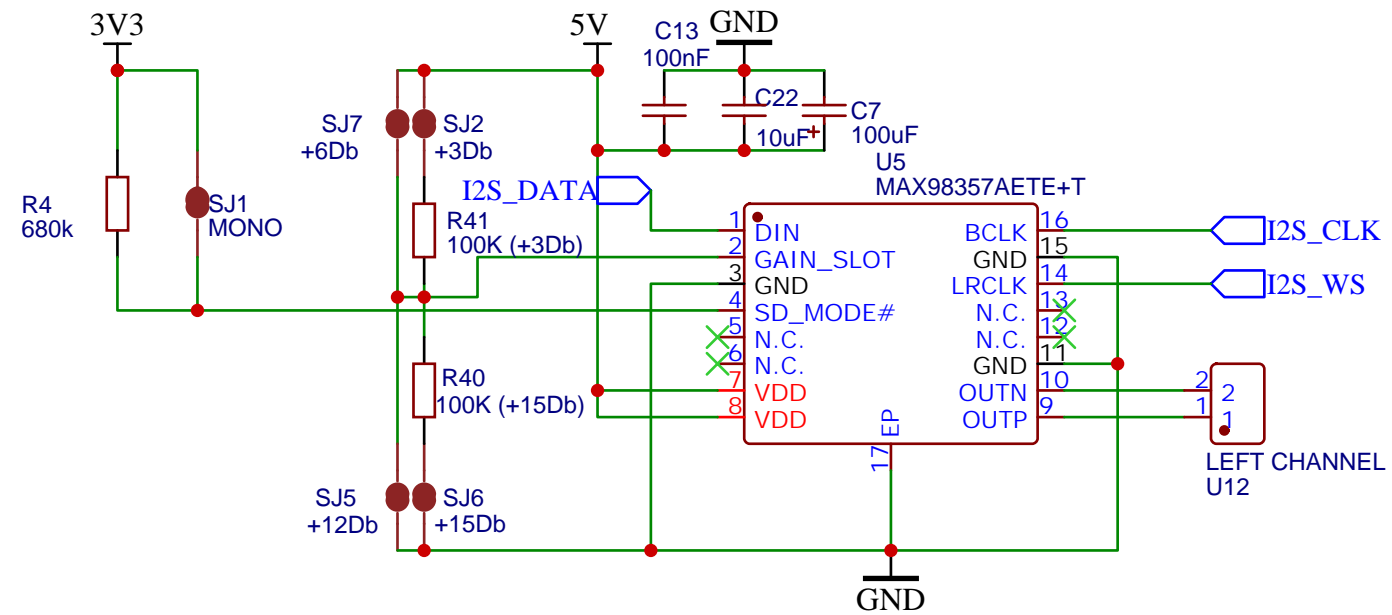 3V3
5V
GND
C13
100nF
C22
10uF
+
C7
100uF
U5
MAX98357AETE+T
SJ7
+6Db
SJ2
+3Db
I2S_DATA
R4
680k
SJ1
MONO
R41
100K (+3Db)
1
DIN
2
GAIN_SLOT
3
GND
4
SD_MODE#
5
N.C.
6
N.C.
7
VDD
8
VDD
16
BCLK
15
GND
14
LRCLK
13
N.C.
12
N.C.
11
GND
10
OUTN
9
OUTP
17
EP
I2S_CLK
I2S_WS
2
2
1
1
LEFT CHANNEL
U12
R40
100K (+15Db)
SJ5
+12Db
SJ6
+15Db
GND